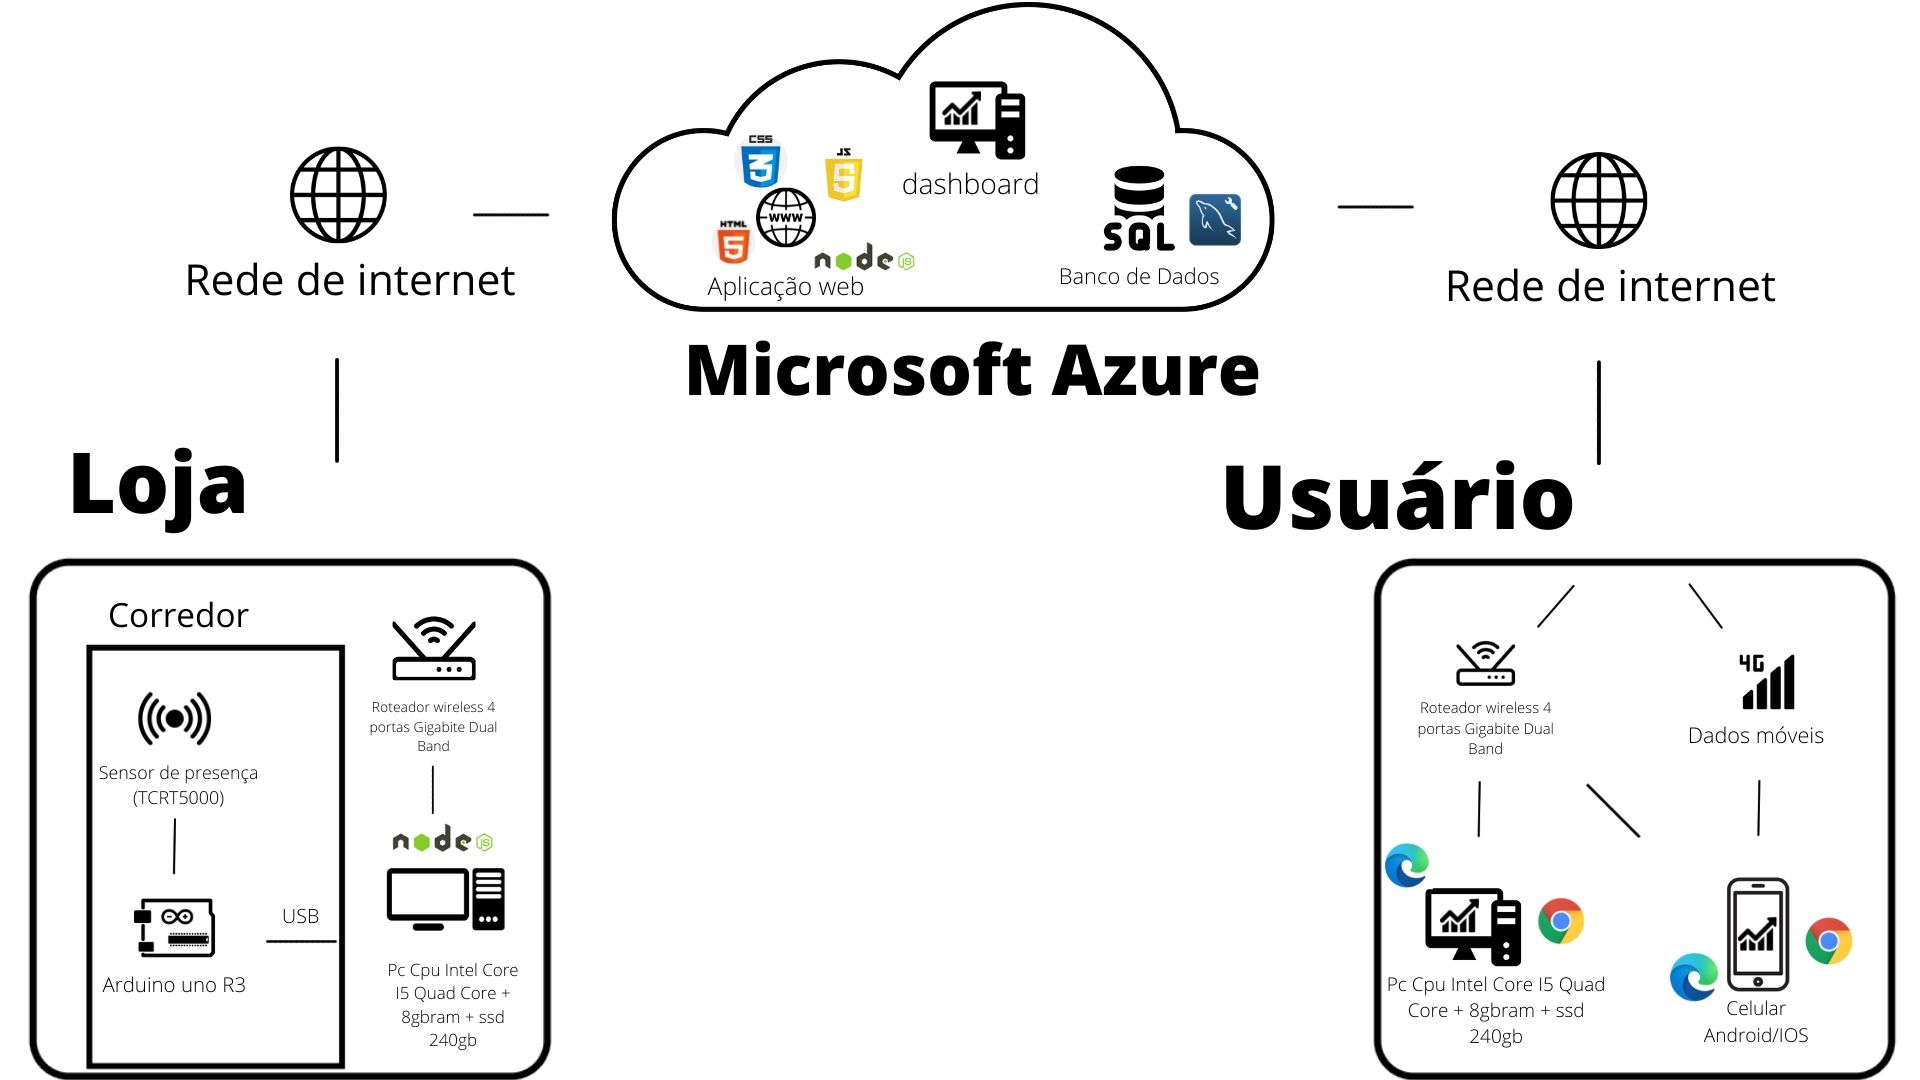 CSS
JS
WWW
HTML
node
JS
Aplicação web
dashboard
SQL
Banco de Dados
Microsoft Azure
Rede de internet
Rede de internet
Loja
Corredor
Sensor de presença
(TCRT5000)
Arduino uno R3
USB
Roteador wireless 4
portas Gigabite Dual
Band
node
JS
Pc Cpu Intel Core
I5 Quad Core +
8gbram + ssd
240gb
Usuário
Roteador wireless 4
portas Gigabite Dual
Band
4G
Dados móveis
Pc Cpu Intel Core I5 Quad
Core + 8gbram + ssd
240gb
Celular
Android/IOS